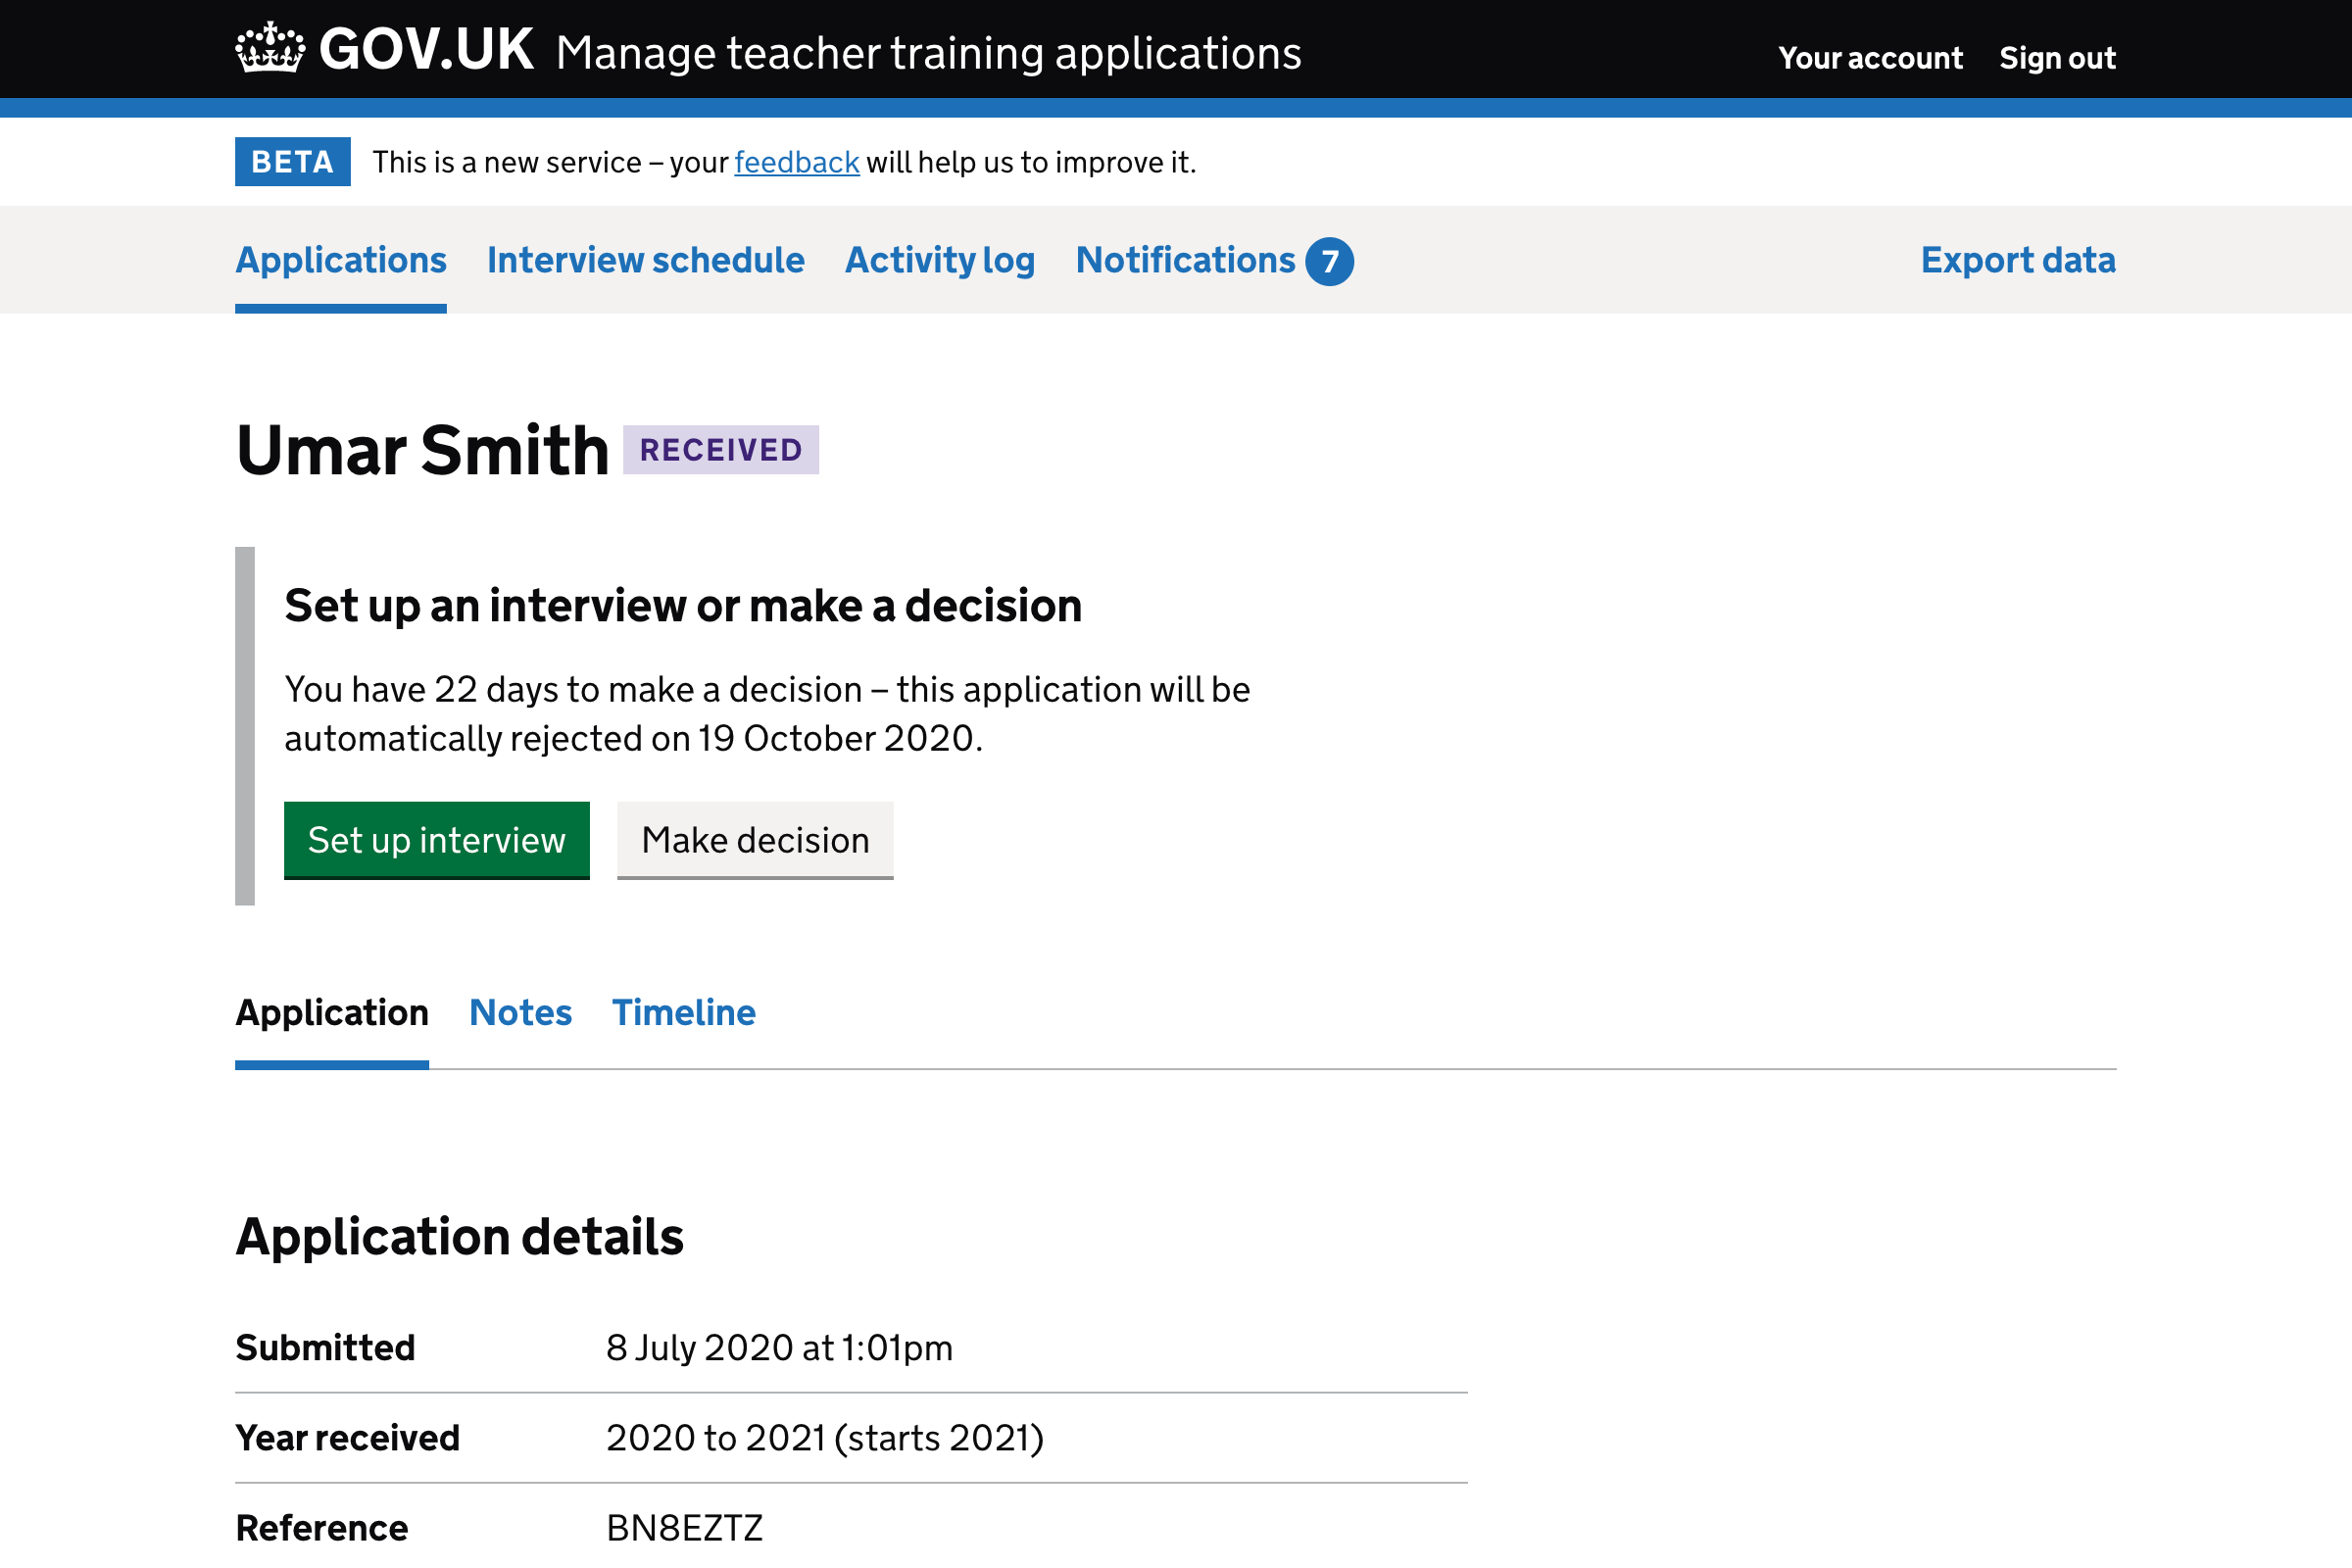 GOV.UK Manage teacher training applications
Your account Sign out
BETA This is a new service – your feedback will help us to improve it.
Applications Interview schedule Activity log Notifications 7 Export data
Umar Smith RECEIVED
Set up an interview or make a decision
You have 22 days to make a decision – this application will be
automatically rejected on 19 October 2020.
Set up interview Make decision
Application Notes Timeline
Application details
Submitted 8 July 2020 at 1:01pm
Year received 2020 to 2021 (starts 2021)
Reference BN8EZTZ